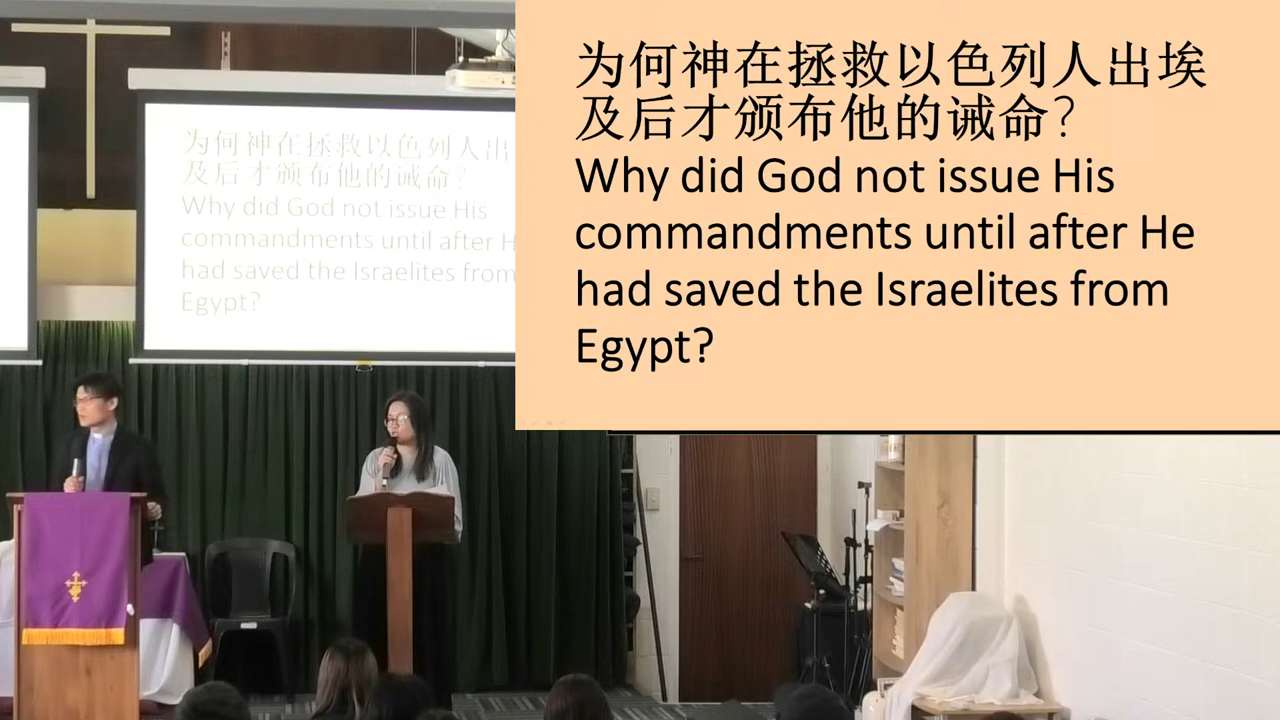 为何神在拯救以色列人出埃
及后才颁布他的诫命？
Why did God not issue His
commandments until after He
had saved the Israelites from
Egypt?
为何神在拯救以色列人出
及后才颁布他的诫命？
Why did God not issue His
commandments until after H
had saved the Israelites from
Egypt?